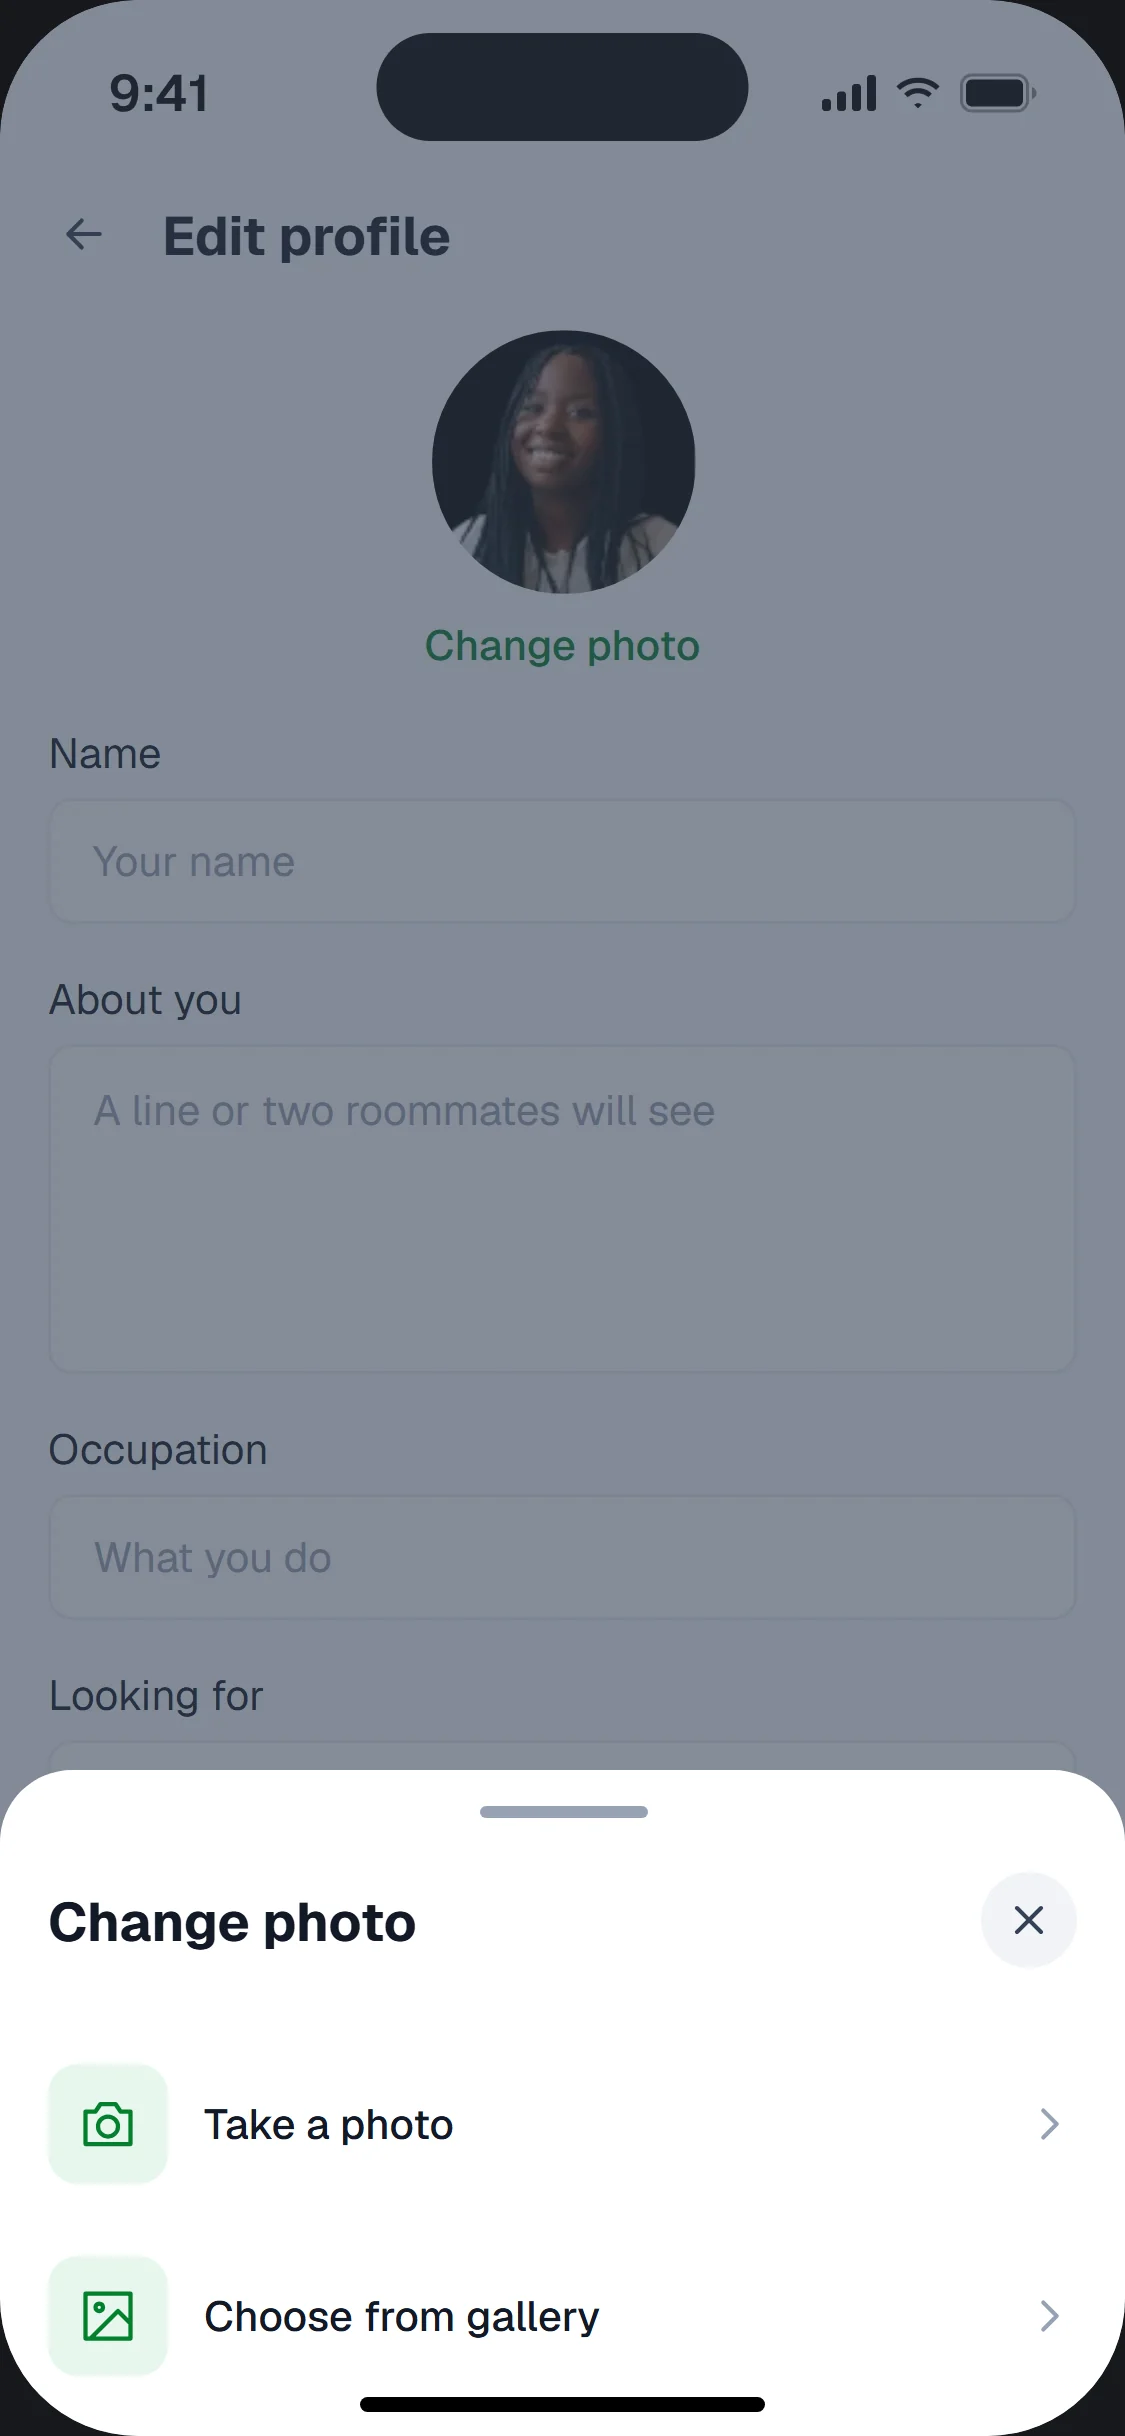 9:41
Edit profile
Change photo
Name
Your name
About you
A line or two roommates will see
Occupation
What you do
Looking for
Change photo
Take a photo
Choose from gallery